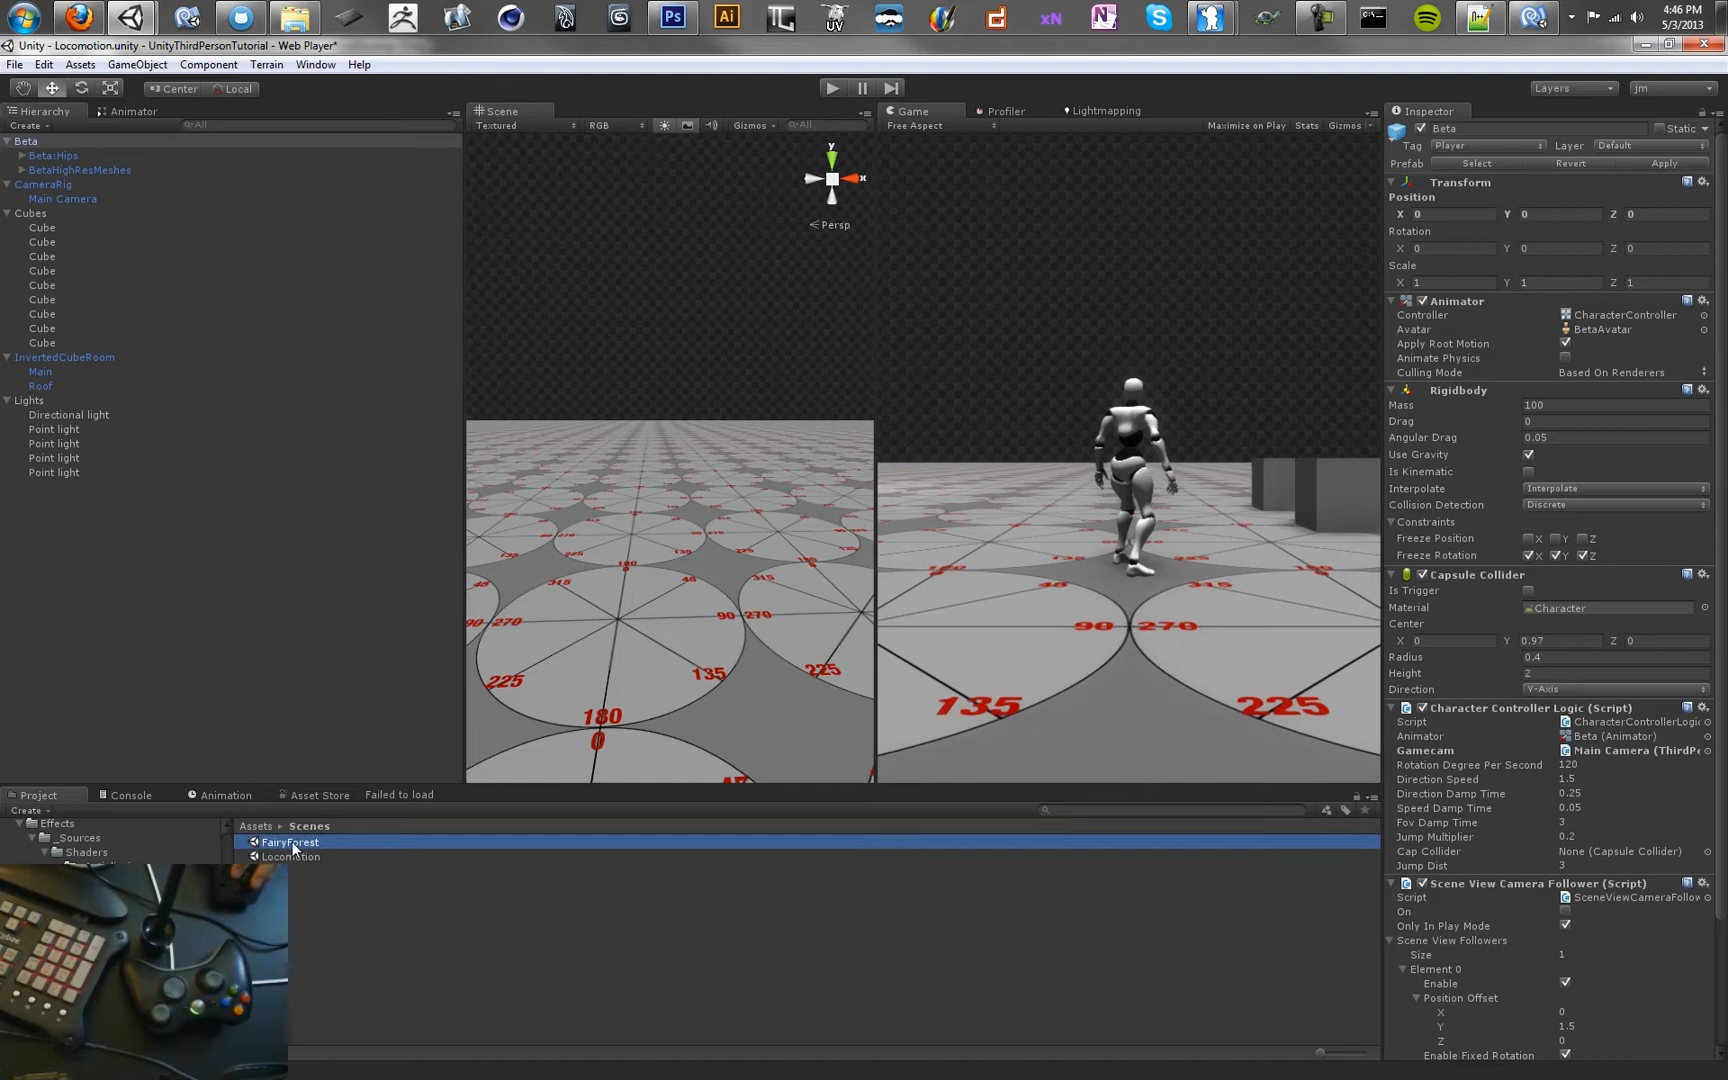 4:46 PM
5/3/2013
Unity - Locomotion.unity - UnityThirdPersonTutorial - Web Player*
File Edit Assets GameObject Component Terrain Window Help
Center Local
Layers jm
Hierarchy Animator
Create All
Beta
Beta:Hips
BetaHighResMeshes
CameraRig
Main Camera
Cubes
Cube
Cube
Cube
Cube
Cube
Cube
Cube
Cube
Cube
InvertedCubeRoom
Main
Roof
Lights
Directional light
Point light
Point light
Point light
Point light
Scene
Textured RGB Gizmos All
y
x
Persp
Game Profiler Lightmapping
Free Aspect Maximize on Play Stats Gizmos
225
135
225
180
0
90 270
135
225
90 270
Inspector
Beta Static
Tag Player Layer Default
Prefab Select Revert Apply
Transform
Position
X 0 Y 0 Z 0
Rotation
X 0 Y 0 Z 0
Scale
X 1 Y 1 Z 1
Animator
Controller CharacterController
Avatar BetaAvatar
Apply Root Motion
Animate Physics
Culling Mode Based On Renderers
Rigidbody
Mass 100
Drag 0
Angular Drag 0.05
Use Gravity
Is Kinematic
Interpolate Interpolate
Collision Detection Discrete
Constraints
Freeze Position X Y Z
Freeze Rotation X Y Z
Capsule Collider
Is Trigger
Material Character
Center
X 0 Y 0.97 Z 0
Radius 0.4
Height 2
Direction Y-Axis
Character Controller Logic (Script)
Script CharacterControllerLogic
Animator Beta (Animator)
Gamecam Main Camera (ThirdPe
Rotation Degree Per Second 120
Direction Speed 1.5
Direction Damp Time 0.25
Speed Damp Time 0.05
Fov Damp Time 3
Jump Multiplier 0.2
Cap Collider None (Capsule Collider)
Jump Dist 3
Scene View Camera Follower (Script)
Script SceneViewCameraFollow
On
Only In Play Mode
Scene View Followers
Size 1
Element 0
Enable
Position Offset
X 0
Y 1.5
Z 0
Enable Fixed Rotation
Project Console Animation Asset Store Failed to load
Create
Effects
_Sources
Shaders
Assets Scenes
FairyForest
Locomotion